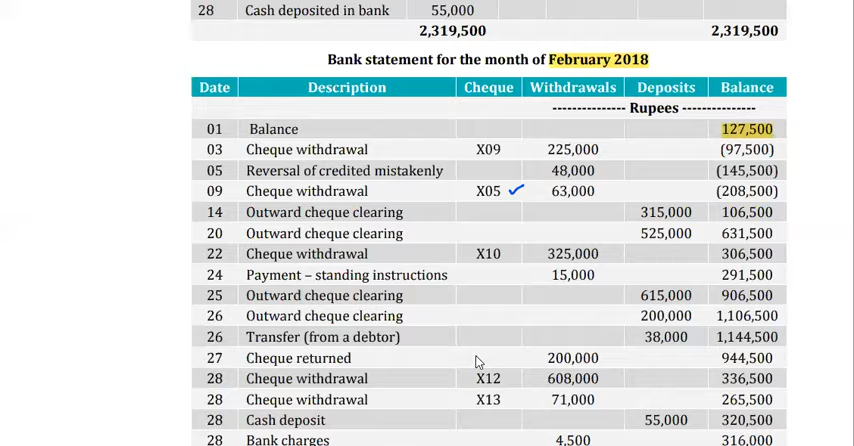 28 Cash deposited in bank 55,000
2,319,500 2,319,500
Bank statement for the month of February 2018
Date Description Cheque Withdrawals Deposits Balance
--------------- Rupees ---------------
01 Balance 127,500
03 Cheque withdrawal X09 225,000 (97,500)
05 Reversal of credited mistakenly 48,000 (145,500)
09 Cheque withdrawal X05 63,000 (208,500)
14 Outward cheque clearing 315,000 106,500
20 Outward cheque clearing 525,000 631,500
22 Cheque withdrawal X10 325,000 306,500
24 Payment – standing instructions 15,000 291,500
25 Outward cheque clearing 615,000 906,500
26 Outward cheque clearing 200,000 1,106,500
26 Transfer (from a debtor) 38,000 1,144,500
27 Cheque returned 200,000 944,500
28 Cheque withdrawal X12 608,000 336,500
28 Cheque withdrawal X13 71,000 265,500
28 Cash deposit 55,000 320,500
28 Bank charges 4,500 316,000